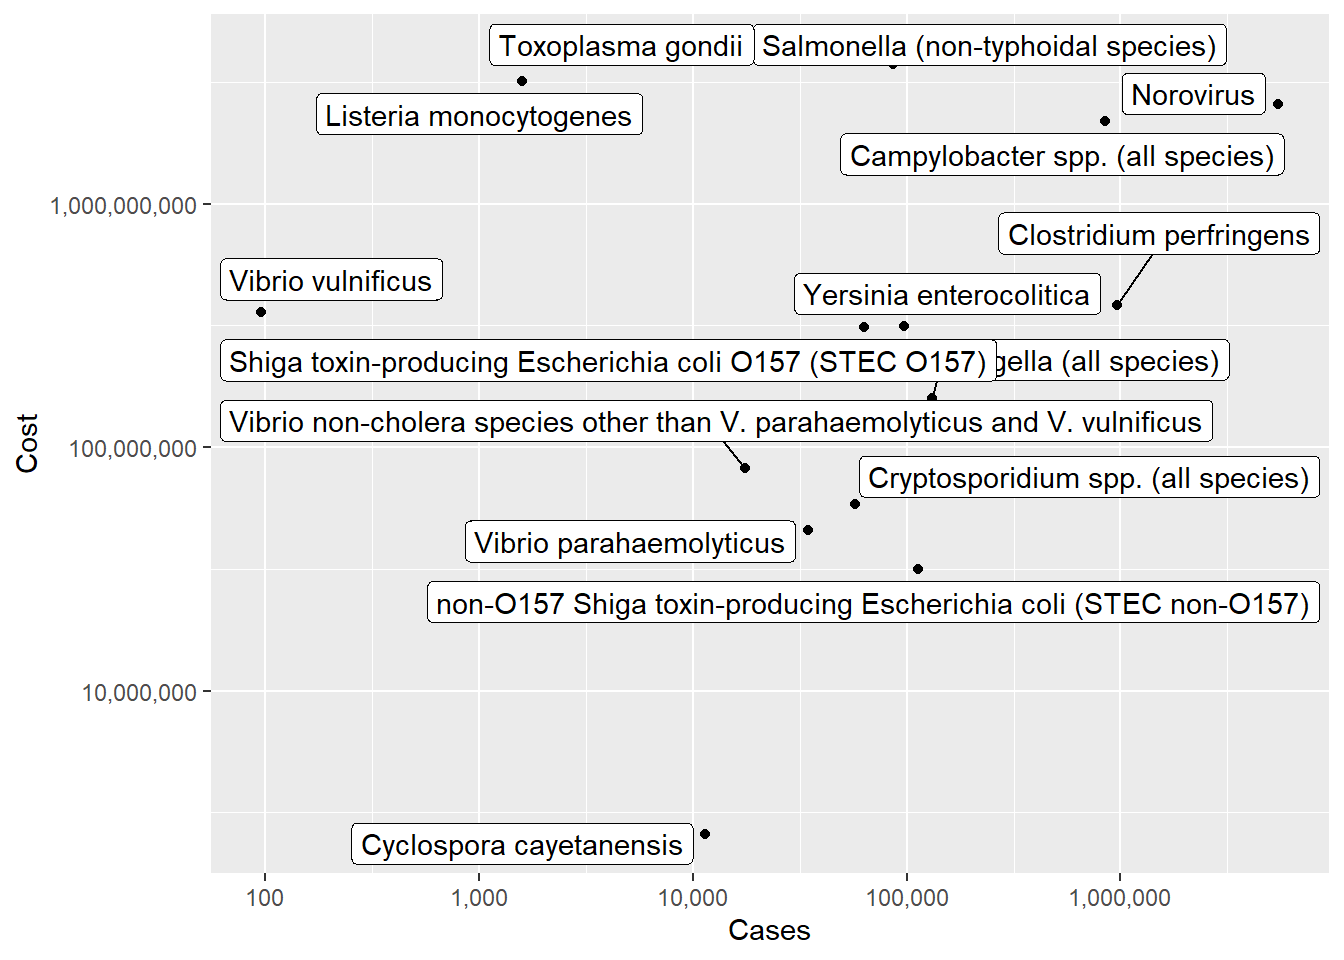 Toxoplasma gondii
Salmonella (non-typhoidal species)
Norovirus
Listeria monocytogenes
Campylobacter spp. (all species)
1,000,000,000
Clostridium perfringens
Vibrio vulnificus
Yersinia enterocolitica
Shiga toxin-producing Escherichia coli O157 (STEC O157)
gella (all species)
Vibrio non-cholera species other than V. parahaemolyticus and V. vulnificus
Cost
100,000,000
Cryptosporidium spp. (all species)
Vibrio parahaemolyticus
non-O157 Shiga toxin-producing Escherichia coli (STEC non-O157)
10,000,000
Cyclospora cayetanensis
100 1,000 10,000 100,000 1,000,000
Cases